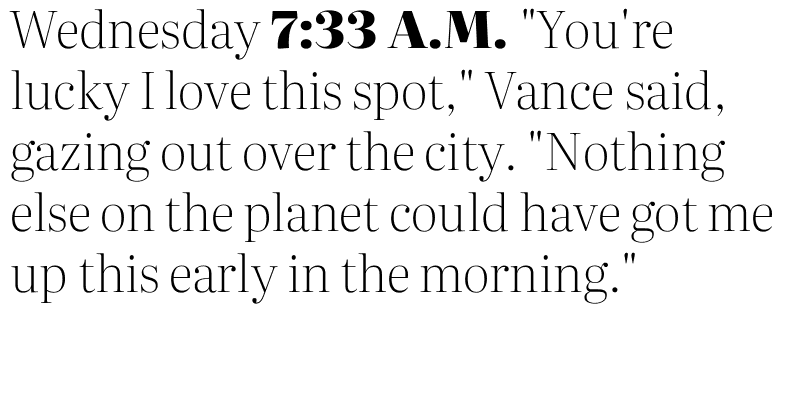 Wednesday 7:33 A.M. "You're
lucky I love this spot," Vance said,
gazing out over the city. "Nothing
else on the planet could have got me
up this early in the morning."